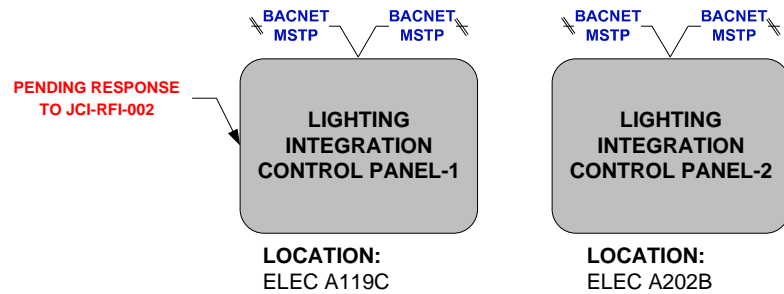 BACNET
MSTP
BACNET
MSTP
BACNET
MSTP
BACNET
MSTP
PENDING RESPONSE
TO JCI-RFI-002
LIGHTING
INTEGRATION
CONTROL PANEL-1
LIGHTING
INTEGRATION
CONTROL PANEL-2
LOCATION:
ELEC A119C
LOCATION:
ELEC A202B